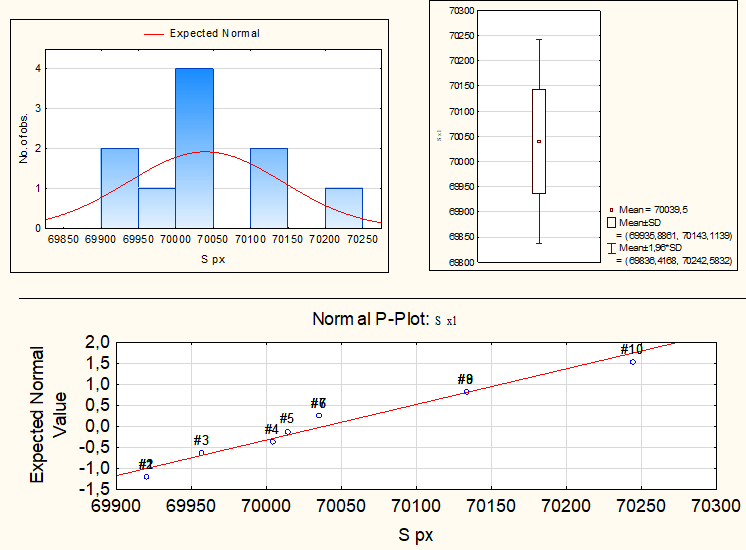 Expected Normal
No. of obs.
4
3
2
1
0
69850 69900 69950 70000 70050 70100 70150 70200 70250
S px
70300
70250
70200
70150
70100
70050
70000
69950
69900
69850
69800
S x1
Mean = 70039,5
Mean±SD
= (69935,8861, 70143,1139)
Mean±1,96*SD
= (69836,4168, 70242,5832)
Normal P-Plot: S x1
Expected Normal
Value
2,0
1,5
1,0
0,5
0,0
-0,5
-1,0
-1,5
#3
#4
#5
#10
69900 69950 70000 70050 70100 70150 70200 70250 70300
S px